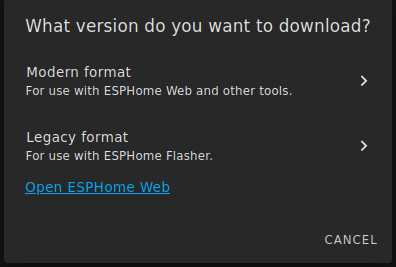 What version do you want to download?
Modern format
For use with ESPHome Web and other tools.
Legacy format
For use with ESPHome Flasher.
Open ESPHome Web
CANCEL